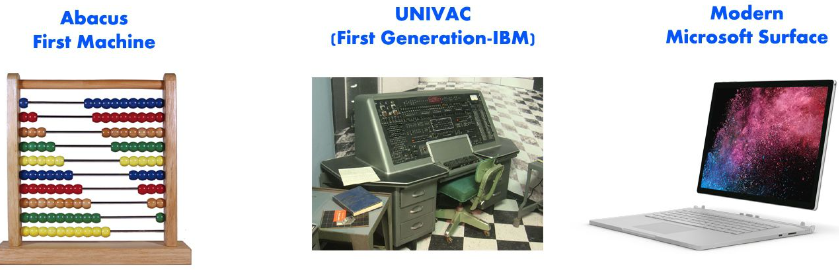 Abacus
First Machine
UNIVAC
(First Generation-IBM)
Modern
Microsoft Surface